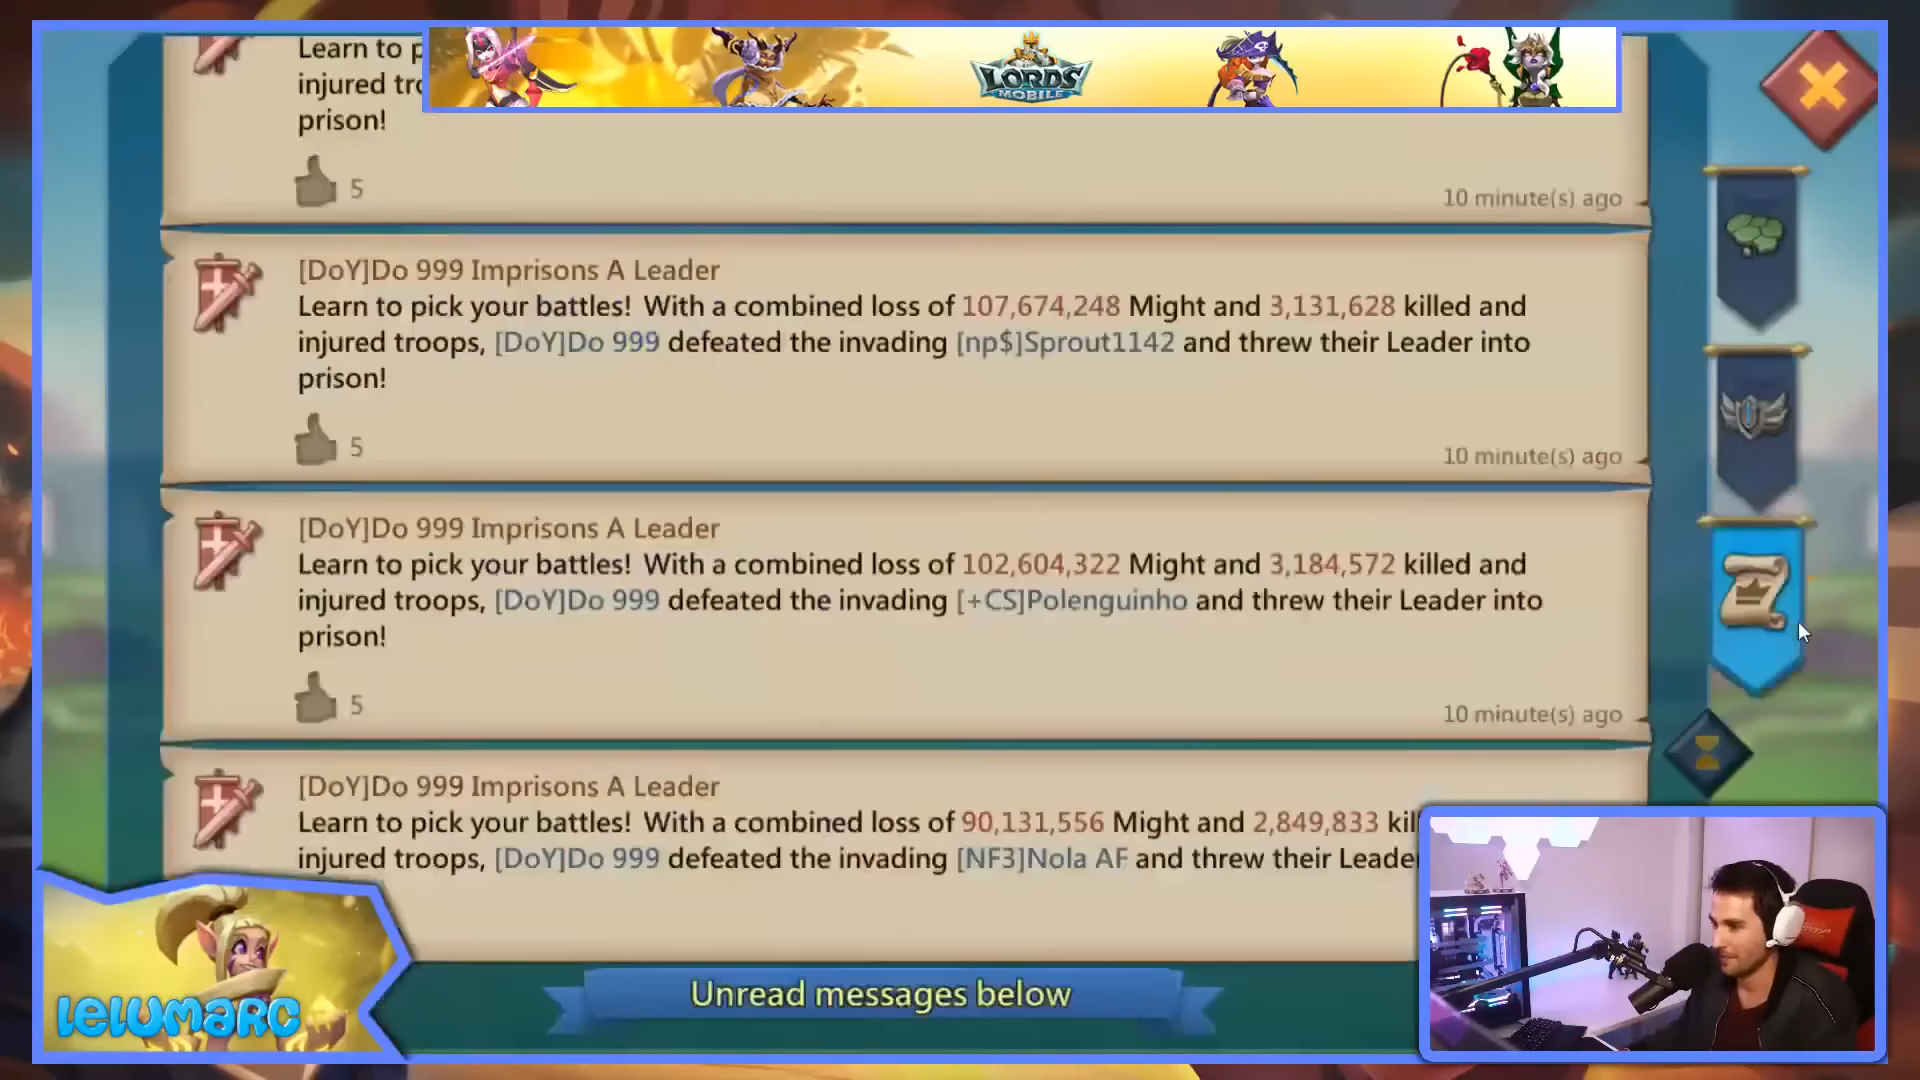 Learn to p
injured tro
prison!
LORDS
MOBILE
5
10 minute(s) ago
[DoY]Do 999 Imprisons A Leader
Learn to pick your battles! With a combined loss of 107,674,248 Might and 3,131,628 killed and
injured troops, [DoY]Do 999 defeated the invading [np$]Sprout1142 and threw their Leader into
prison!
5
10 minute(s) ago
[DoY]Do 999 Imprisons A Leader
Learn to pick your battles! With a combined loss of 102,604,322 Might and 3,184,572 killed and
injured troops, [DoY]Do 999 defeated the invading [+CS]Polenguinho and threw their Leader into
prison!
5
10 minute(s) ago
[DoY]Do 999 Imprisons A Leader
Learn to pick your battles! With a combined loss of 90,131,556 Might and 2,849,833 kil
injured troops, [DoY]Do 999 defeated the invading [NF3]Nola AF and threw their Leader
Unread messages below
lelumarc